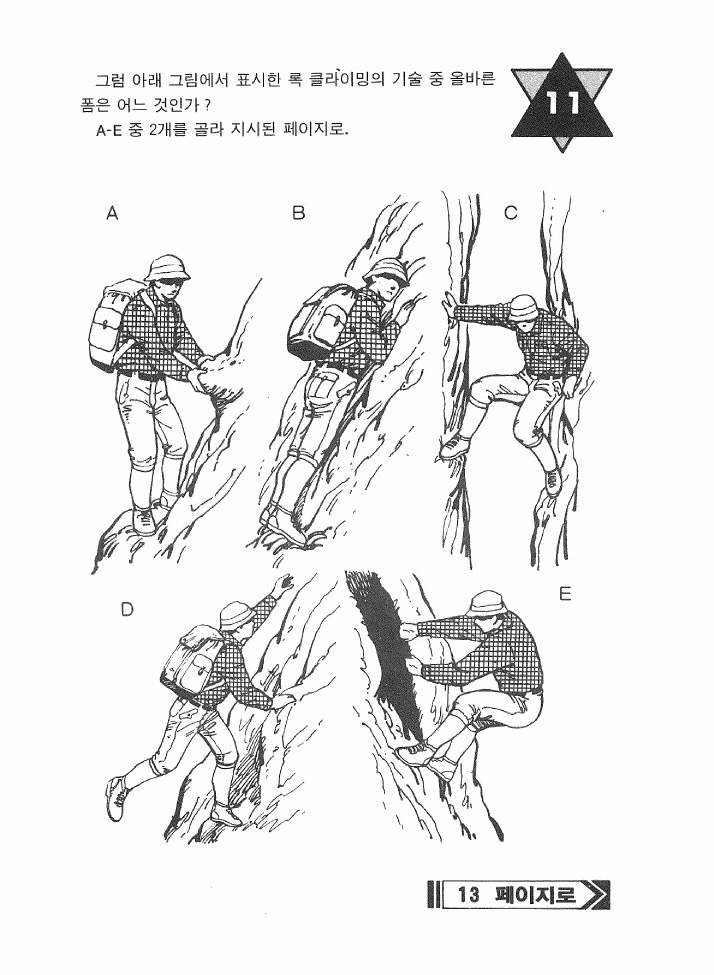 그럼 아래 그림에서 표시한 록 클라이밍의 기술 중 올바른
폼은 어느 것인가?
A-E 중 2개를 골라 지시된 페이지로.
11
A
B
C
D
E
13 페이지로